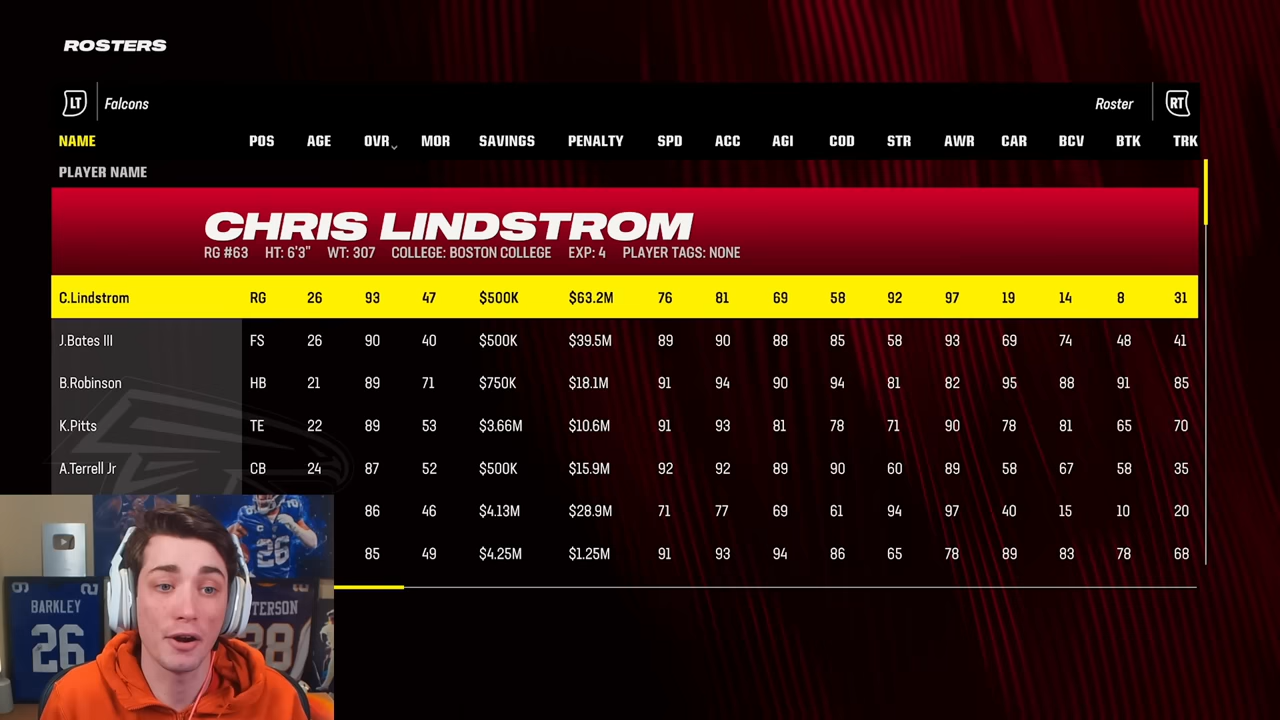 ROSTERS
LT Falcons Roster RT
NAME POS AGE OVR MOR SAVINGS PENALTY SPD ACC AGI COD STR AWR CAR BCV BTK TRK
PLAYER NAME
CHRIS LINDSTROM
RG #63 HT: 6'3" WT: 307 COLLEGE: BOSTON COLLEGE EXP: 4 PLAYER TAGS: NONE
C.Lindstrom RG 26 93 47 $500K $63.2M 76 81 69 58 92 97 19 14 8 31
J.Bates III FS 26 90 40 $500K $39.5M 89 90 88 85 58 93 69 74 48 41
B.Robinson HB 21 89 71 $750K $18.1M 91 94 90 94 81 82 95 88 91 85
K.Pitts TE 22 89 53 $3.66M $10.6M 91 93 81 78 71 90 78 81 65 70
A.Terrell Jr CB 24 87 52 $500K $15.9M 92 92 89 90 60 89 58 67 58 35
86 46 $4.13M $28.9M 71 77 69 61 94 97 40 15 10 20
85 49 $4.25M $1.25M 91 93 94 86 65 78 89 83 78 68
26
BARKLEY
26
TERSON
28